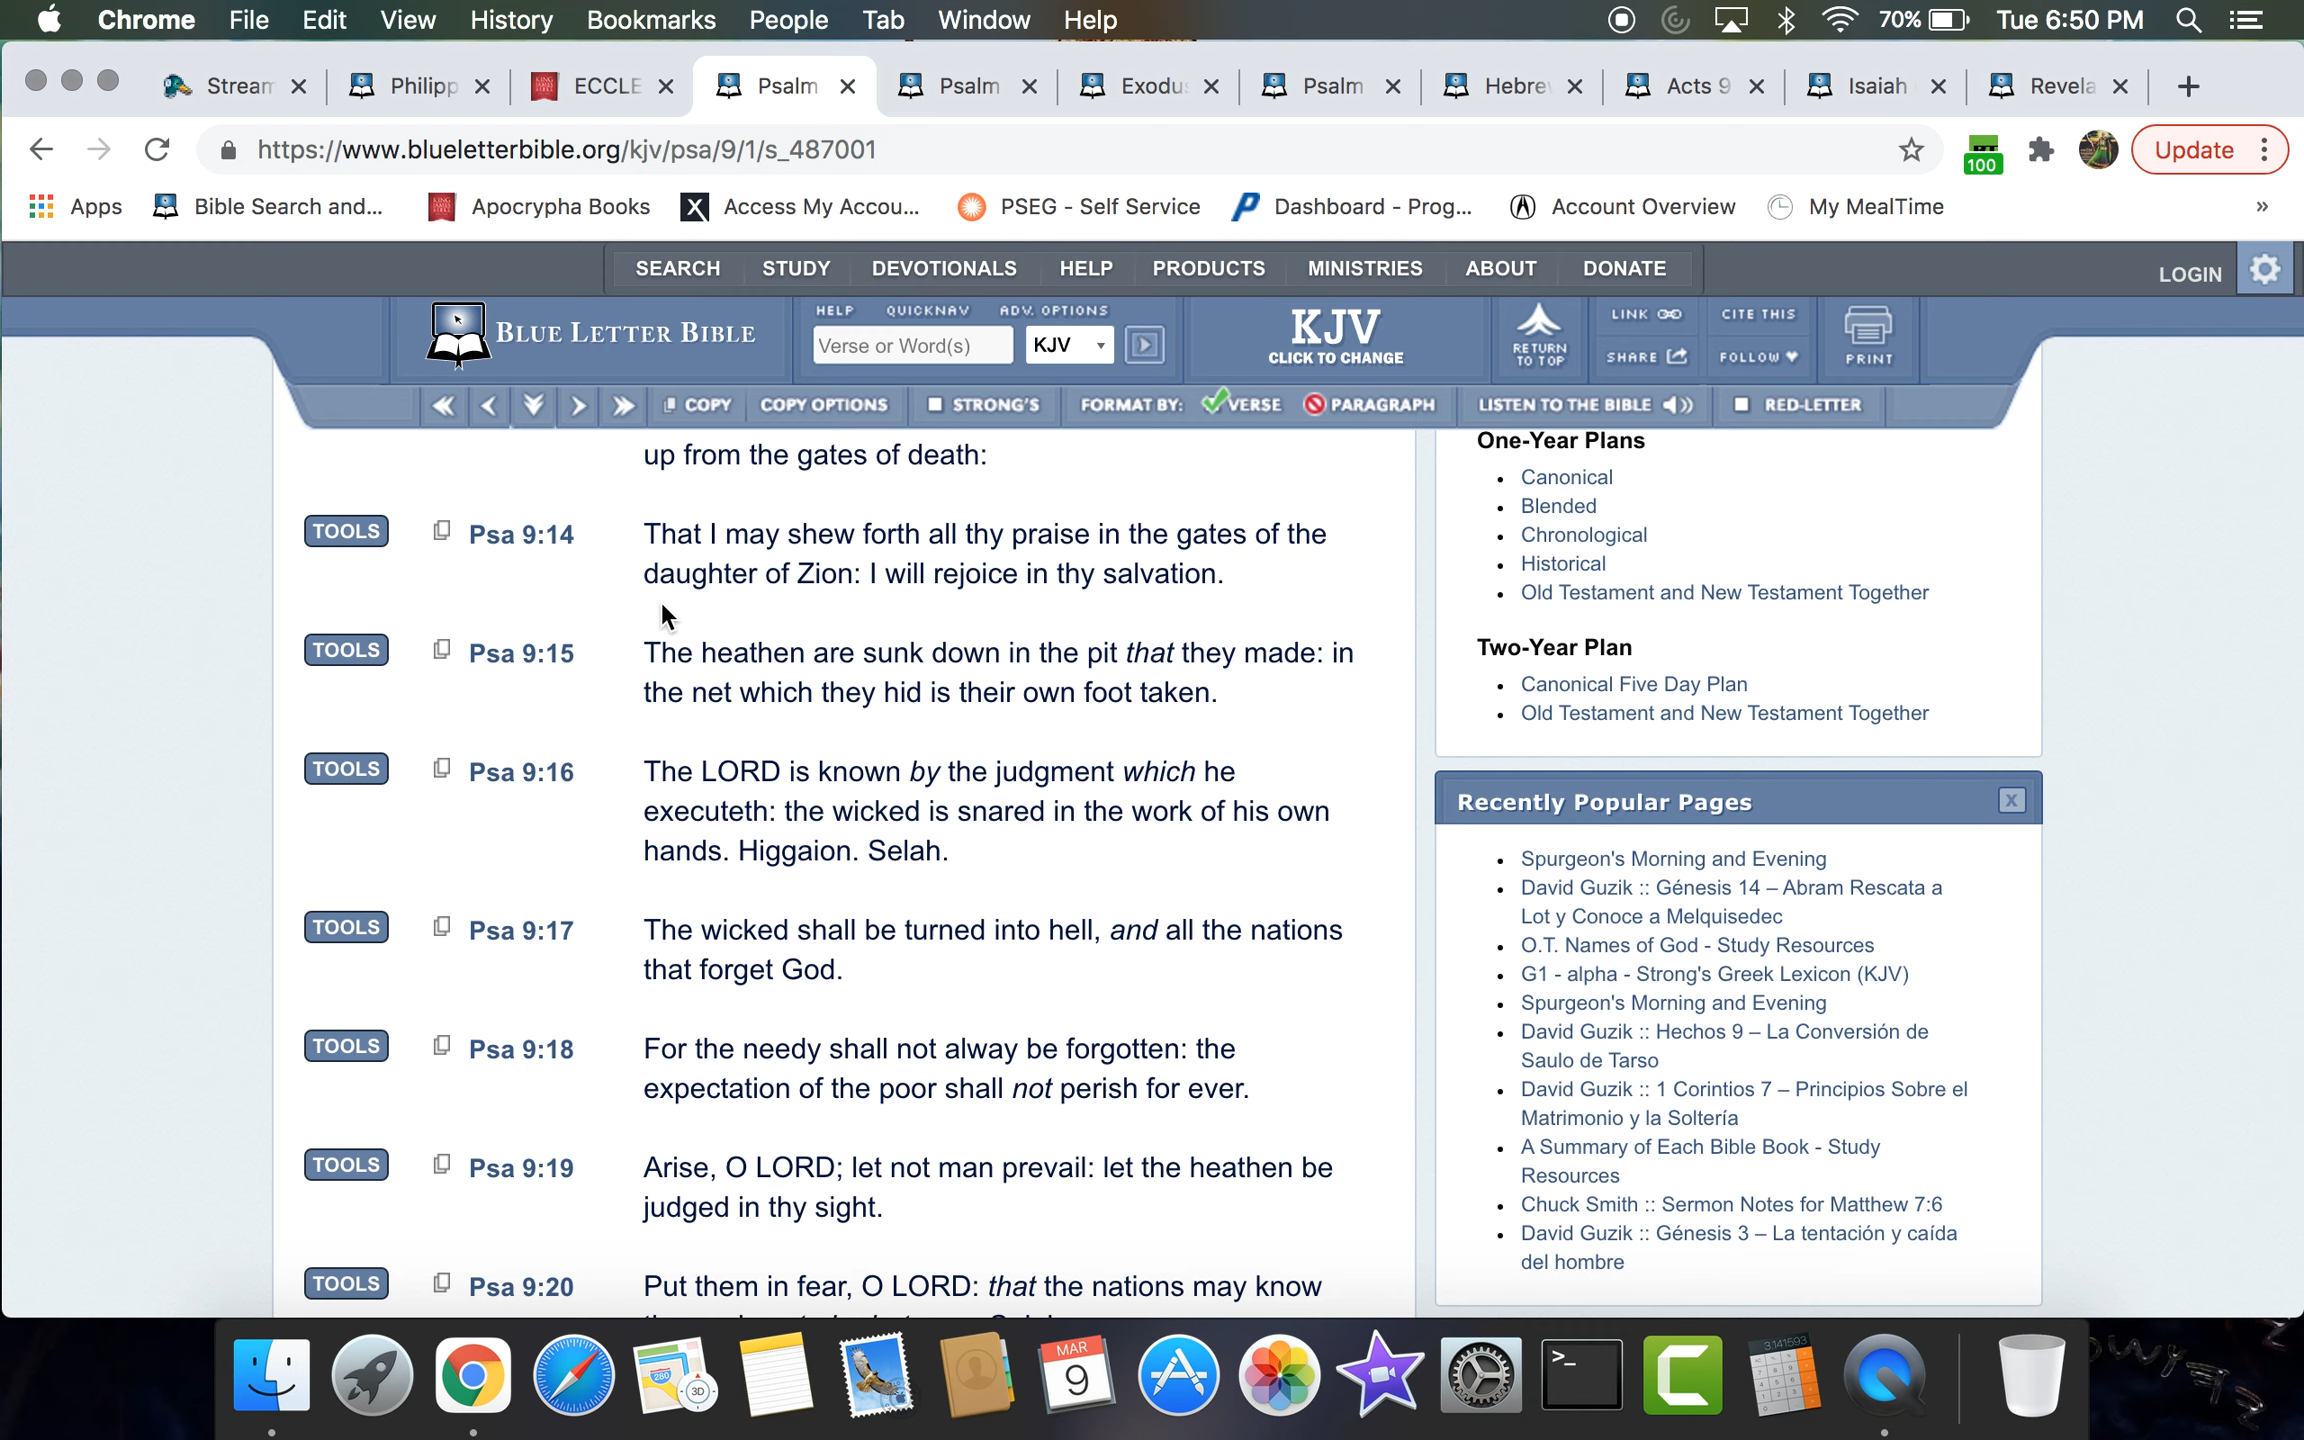 Chrome File Edit View History Bookmarks People Tab Window Help 70% Tue 6:50 PM
Stream Philipp ECCLE Psalm Psalm Exodu Psalm Hebre Acts 9 Isaiah Revela
https://www.blueletterbible.org/kjv/psa/9/1/s_487001 100 Update
Apps Bible Search and... Apocrypha Books Access My Accou... PSEG - Self Service Dashboard - Prog... Account Overview My MealTime »
SEARCH STUDY DEVOTIONALS HELP PRODUCTS MINISTRIES ABOUT DONATE LOGIN
HELP QUICKNAV ADV. OPTIONS
BLUE LETTER BIBLE
Verse or Word(s) KJV
KJV
CLICK TO CHANGE
RETURN
TO TOP
LINK CITE THIS
SHARE FOLLOW
PRINT
COPY COPY OPTIONS STRONG'S FORMAT BY: VERSE PARAGRAPH LISTEN TO THE BIBLE RED-LETTER
up from the gates of death:
TOOLS Psa 9:14 That I may shew forth all thy praise in the gates of the
daughter of Zion: I will rejoice in thy salvation.
TOOLS Psa 9:15 The heathen are sunk down in the pit that they made: in
the net which they hid is their own foot taken.
TOOLS Psa 9:16 The LORD is known by the judgment which he
executeth: the wicked is snared in the work of his own
hands. Higgaion. Selah.
TOOLS Psa 9:17 The wicked shall be turned into hell, and all the nations
that forget God.
TOOLS Psa 9:18 For the needy shall not alway be forgotten: the
expectation of the poor shall not perish for ever.
TOOLS Psa 9:19 Arise, O LORD; let not man prevail: let the heathen be
judged in thy sight.
TOOLS Psa 9:20 Put them in fear, O LORD: that the nations may know
One-Year Plans
Canonical
Blended
Chronological
Historical
Old Testament and New Testament Together
Two-Year Plan
Canonical Five Day Plan
Old Testament and New Testament Together
Recently Popular Pages X
Spurgeon's Morning and Evening
David Guzik :: Génesis 14 – Abram Rescata a
Lot y Conoce a Melquisedec
O.T. Names of God - Study Resources
G1 - alpha - Strong's Greek Lexicon (KJV)
Spurgeon's Morning and Evening
David Guzik :: Hechos 9 – La Conversión de
Saulo de Tarso
David Guzik :: 1 Corintios 7 – Principios Sobre el
Matrimonio y la Soltería
A Summary of Each Bible Book - Study
Resources
Chuck Smith :: Sermon Notes for Matthew 7:6
David Guzik :: Génesis 3 – La tentación y caída
del hombre
280 3D
MAR
9
>_
3.141593